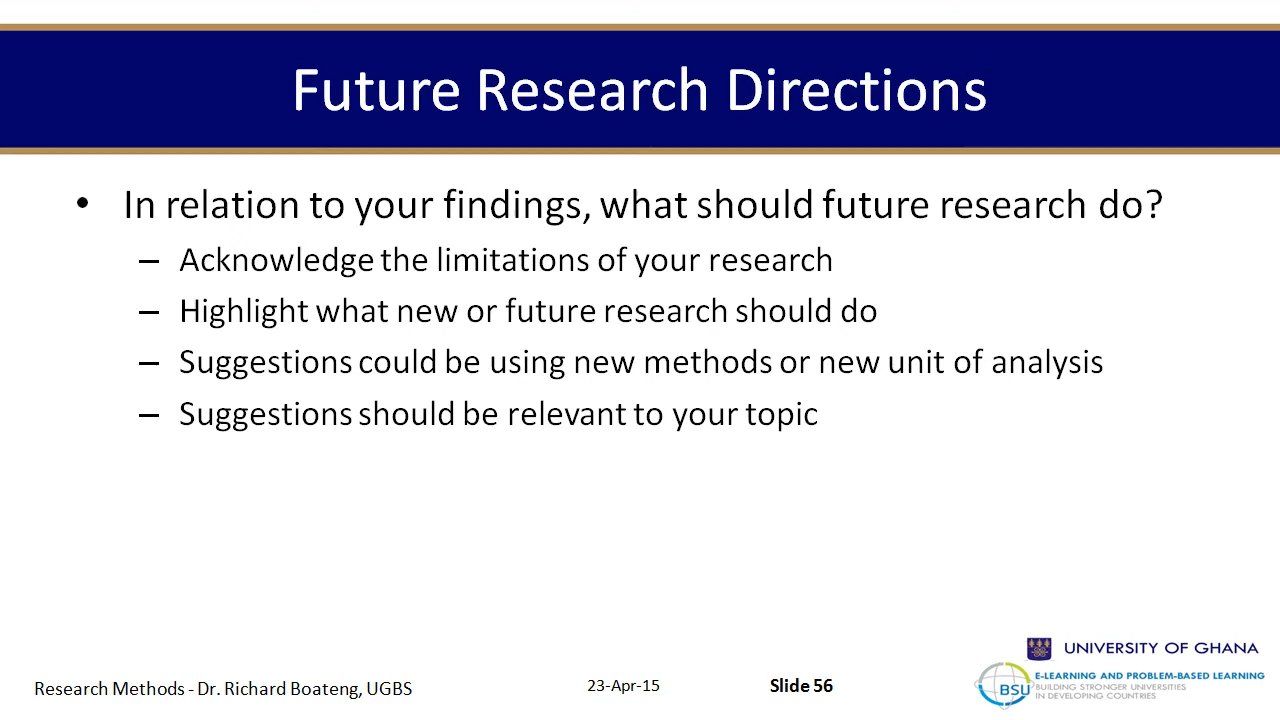 Future Research Directions
• In relation to your findings, what should future research do?
– Acknowledge the limitations of your research
– Highlight what new or future research should do
– Suggestions could be using new methods or new unit of analysis
– Suggestions should be relevant to your topic
UNIVERSITY OF GHANA
BSU
E-LEARNING AND PROBLEM-BASED LEARNING
BUILDING STRONGER UNIVERSITIES
IN DEVELOPING COUNTRIES
Research Methods - Dr. Richard Boateng, UGBS
23-Apr-15
Slide 56